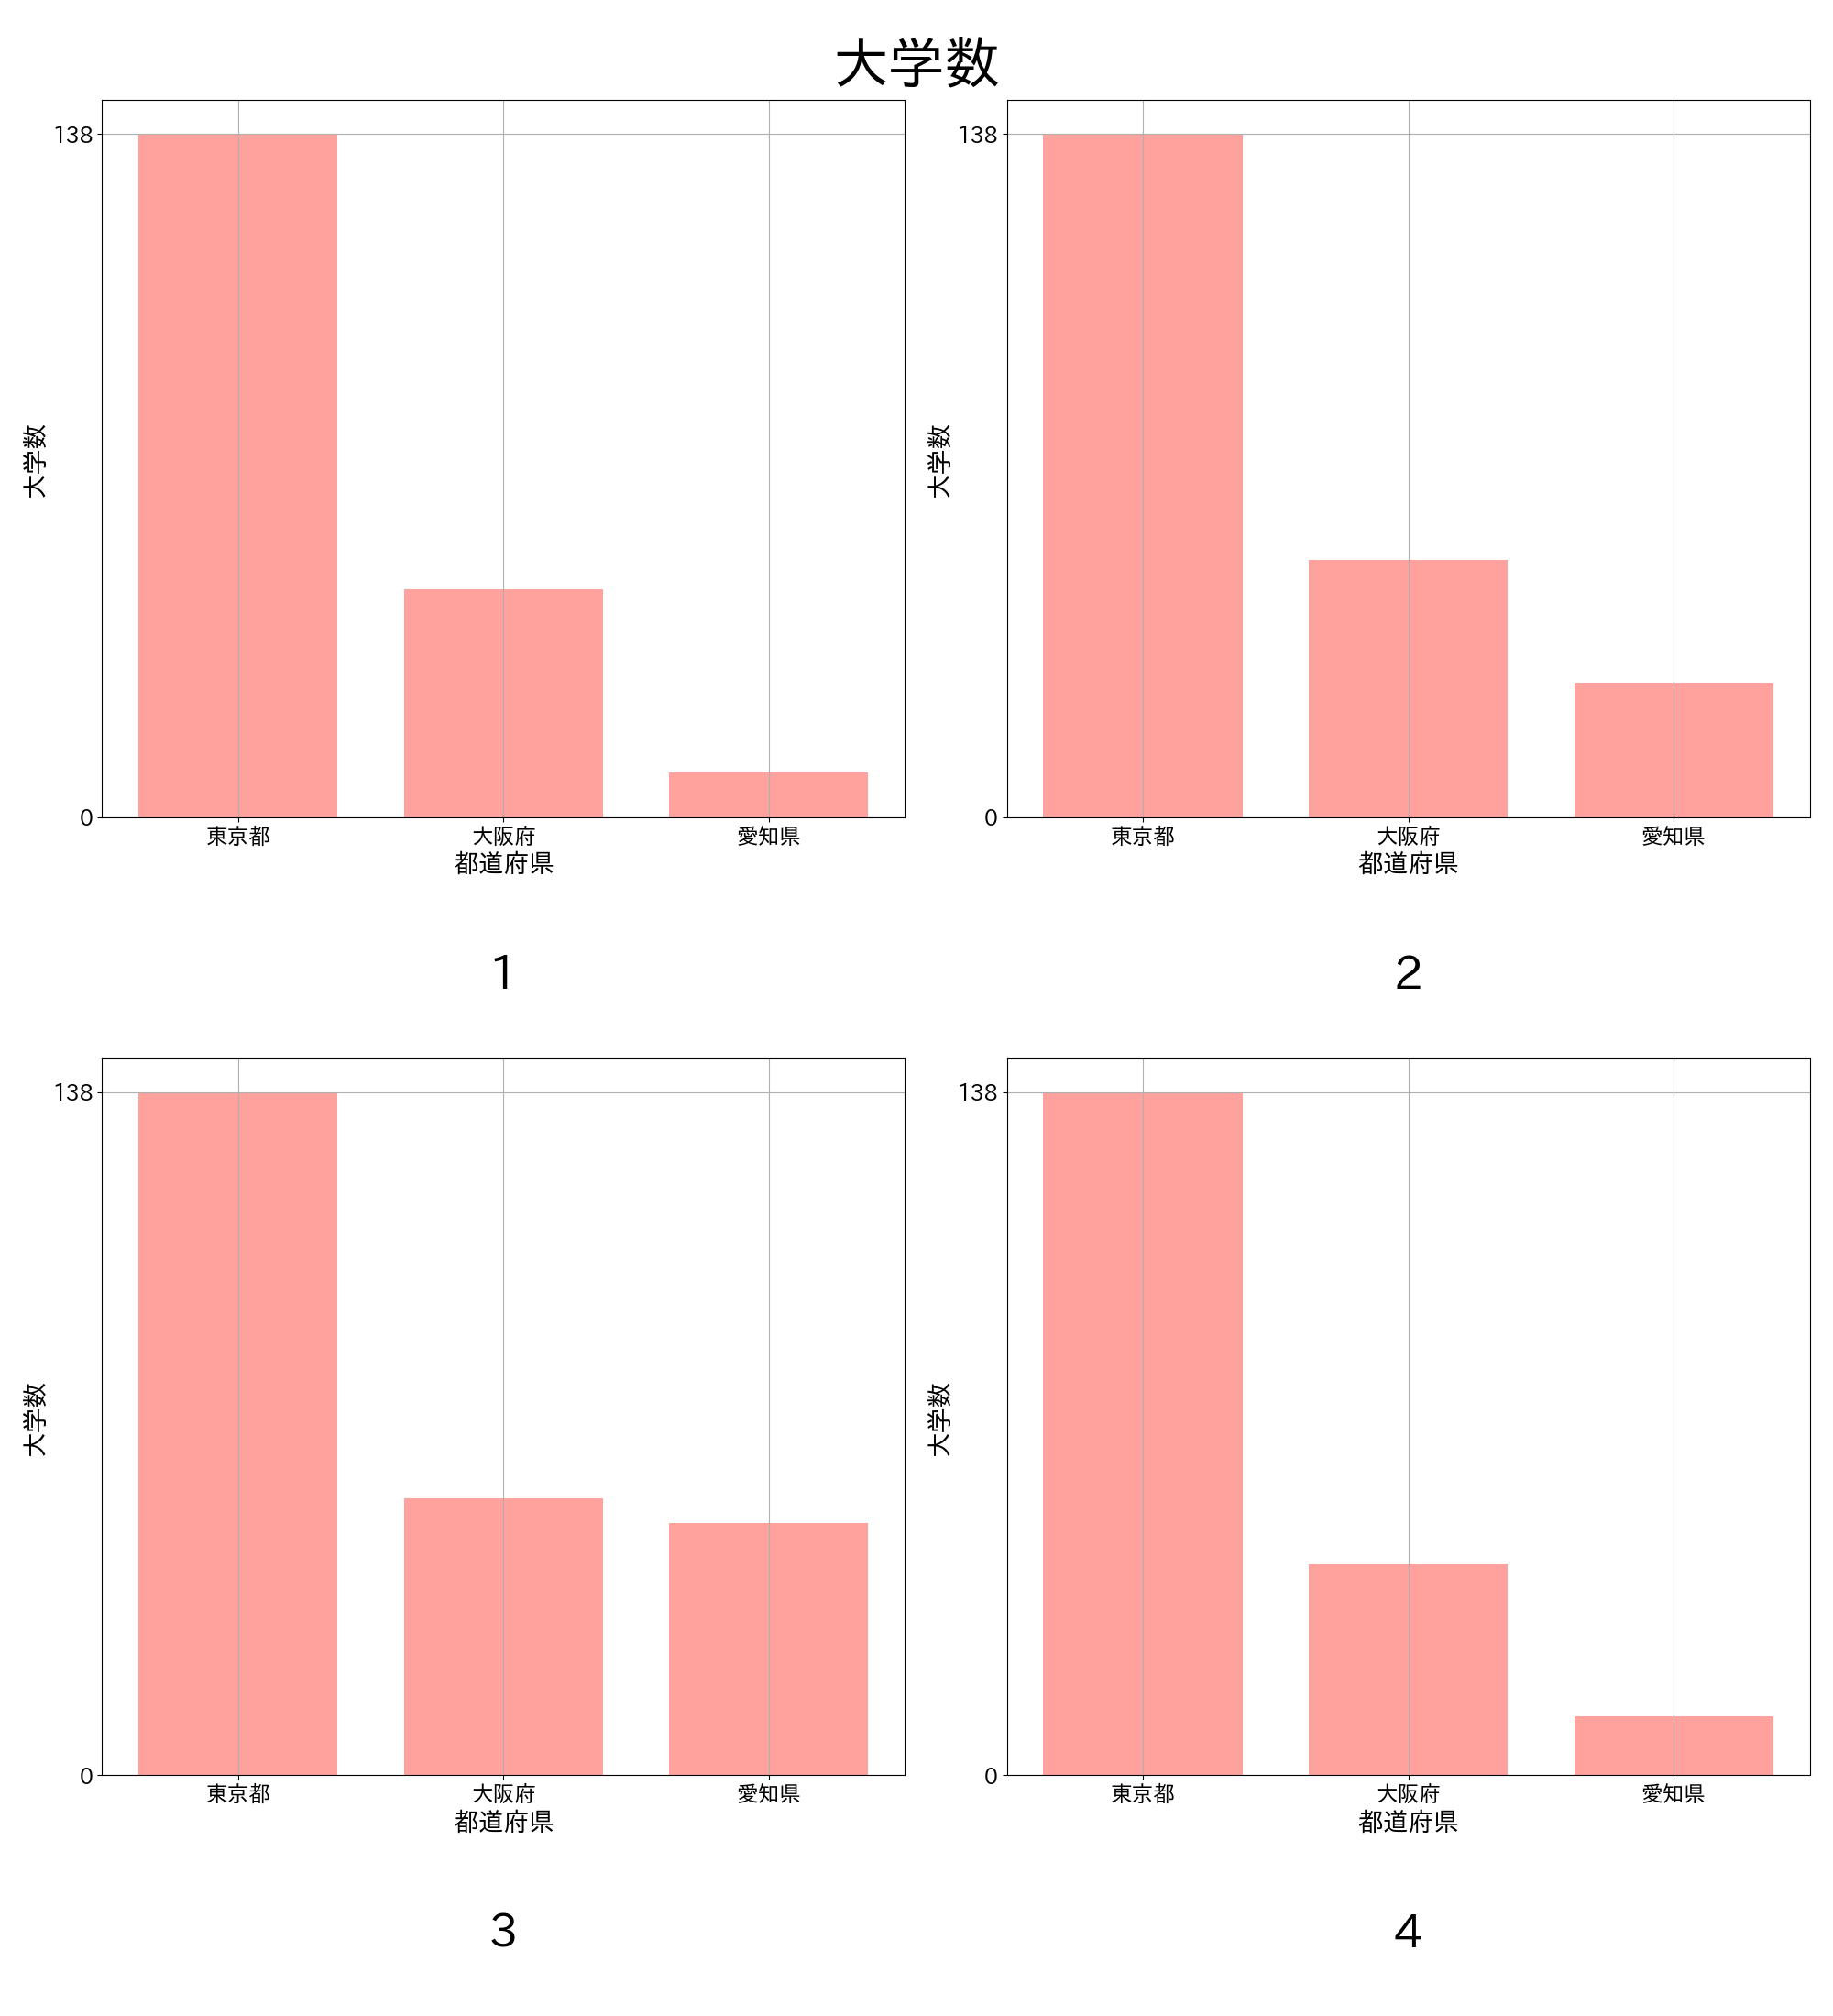 大学数
138
0
大学数
東京都 大阪府 愛知県
都道府県
1
138
0
大学数
東京都 大阪府 愛知県
都道府県
2
138
0
大学数
東京都 大阪府 愛知県
都道府県
3
138
0
大学数
東京都 大阪府 愛知県
都道府県
4